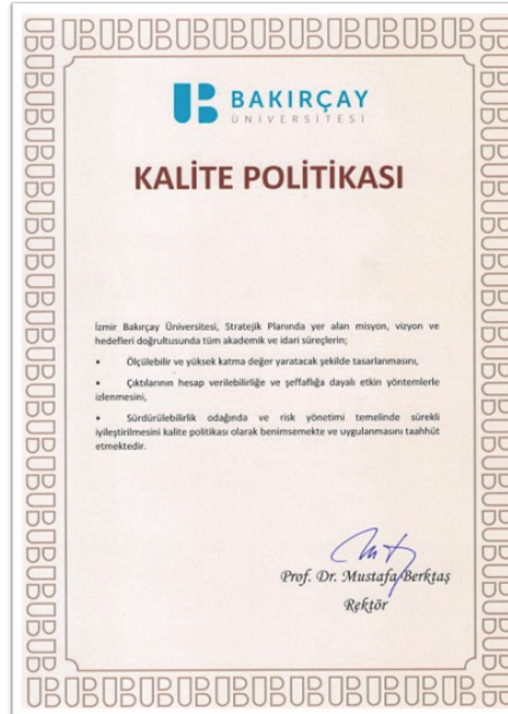 BAKIRÇAY
ÜNİVERSİTESİ
KALİTE POLİTİKASI
İzmir Bakırçay Üniversitesi, Stratejik Planında yer alan misyon, vizyon ve
hedefleri doğrultusunda tüm akademik ve idari süreçlerin;
• Ölçülebilir ve yüksek katma değer yaratacak şekilde tasarlanmasını,
• Çıktılarının hesap verilebilirliğe ve şeffaflığa dayalı etkin yöntemlerle
izlenmesini,
• Sürdürülebilirlik odağında ve risk yönetimi temelinde sürekli
iyileştirilmesini kalite politikası olarak benimsemekte ve uygulanmasını taahhüt
etmektedir.
Prof. Dr. Mustafa Berktaş
Rektör